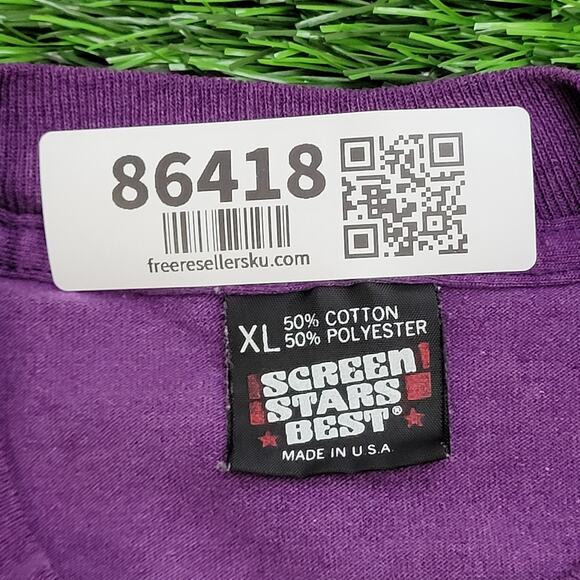 86418
freeresellersku.com
XL 50% COTTON
50% POLYESTER
SCREEN
STARS
BEST®
MADE IN U.S.A.